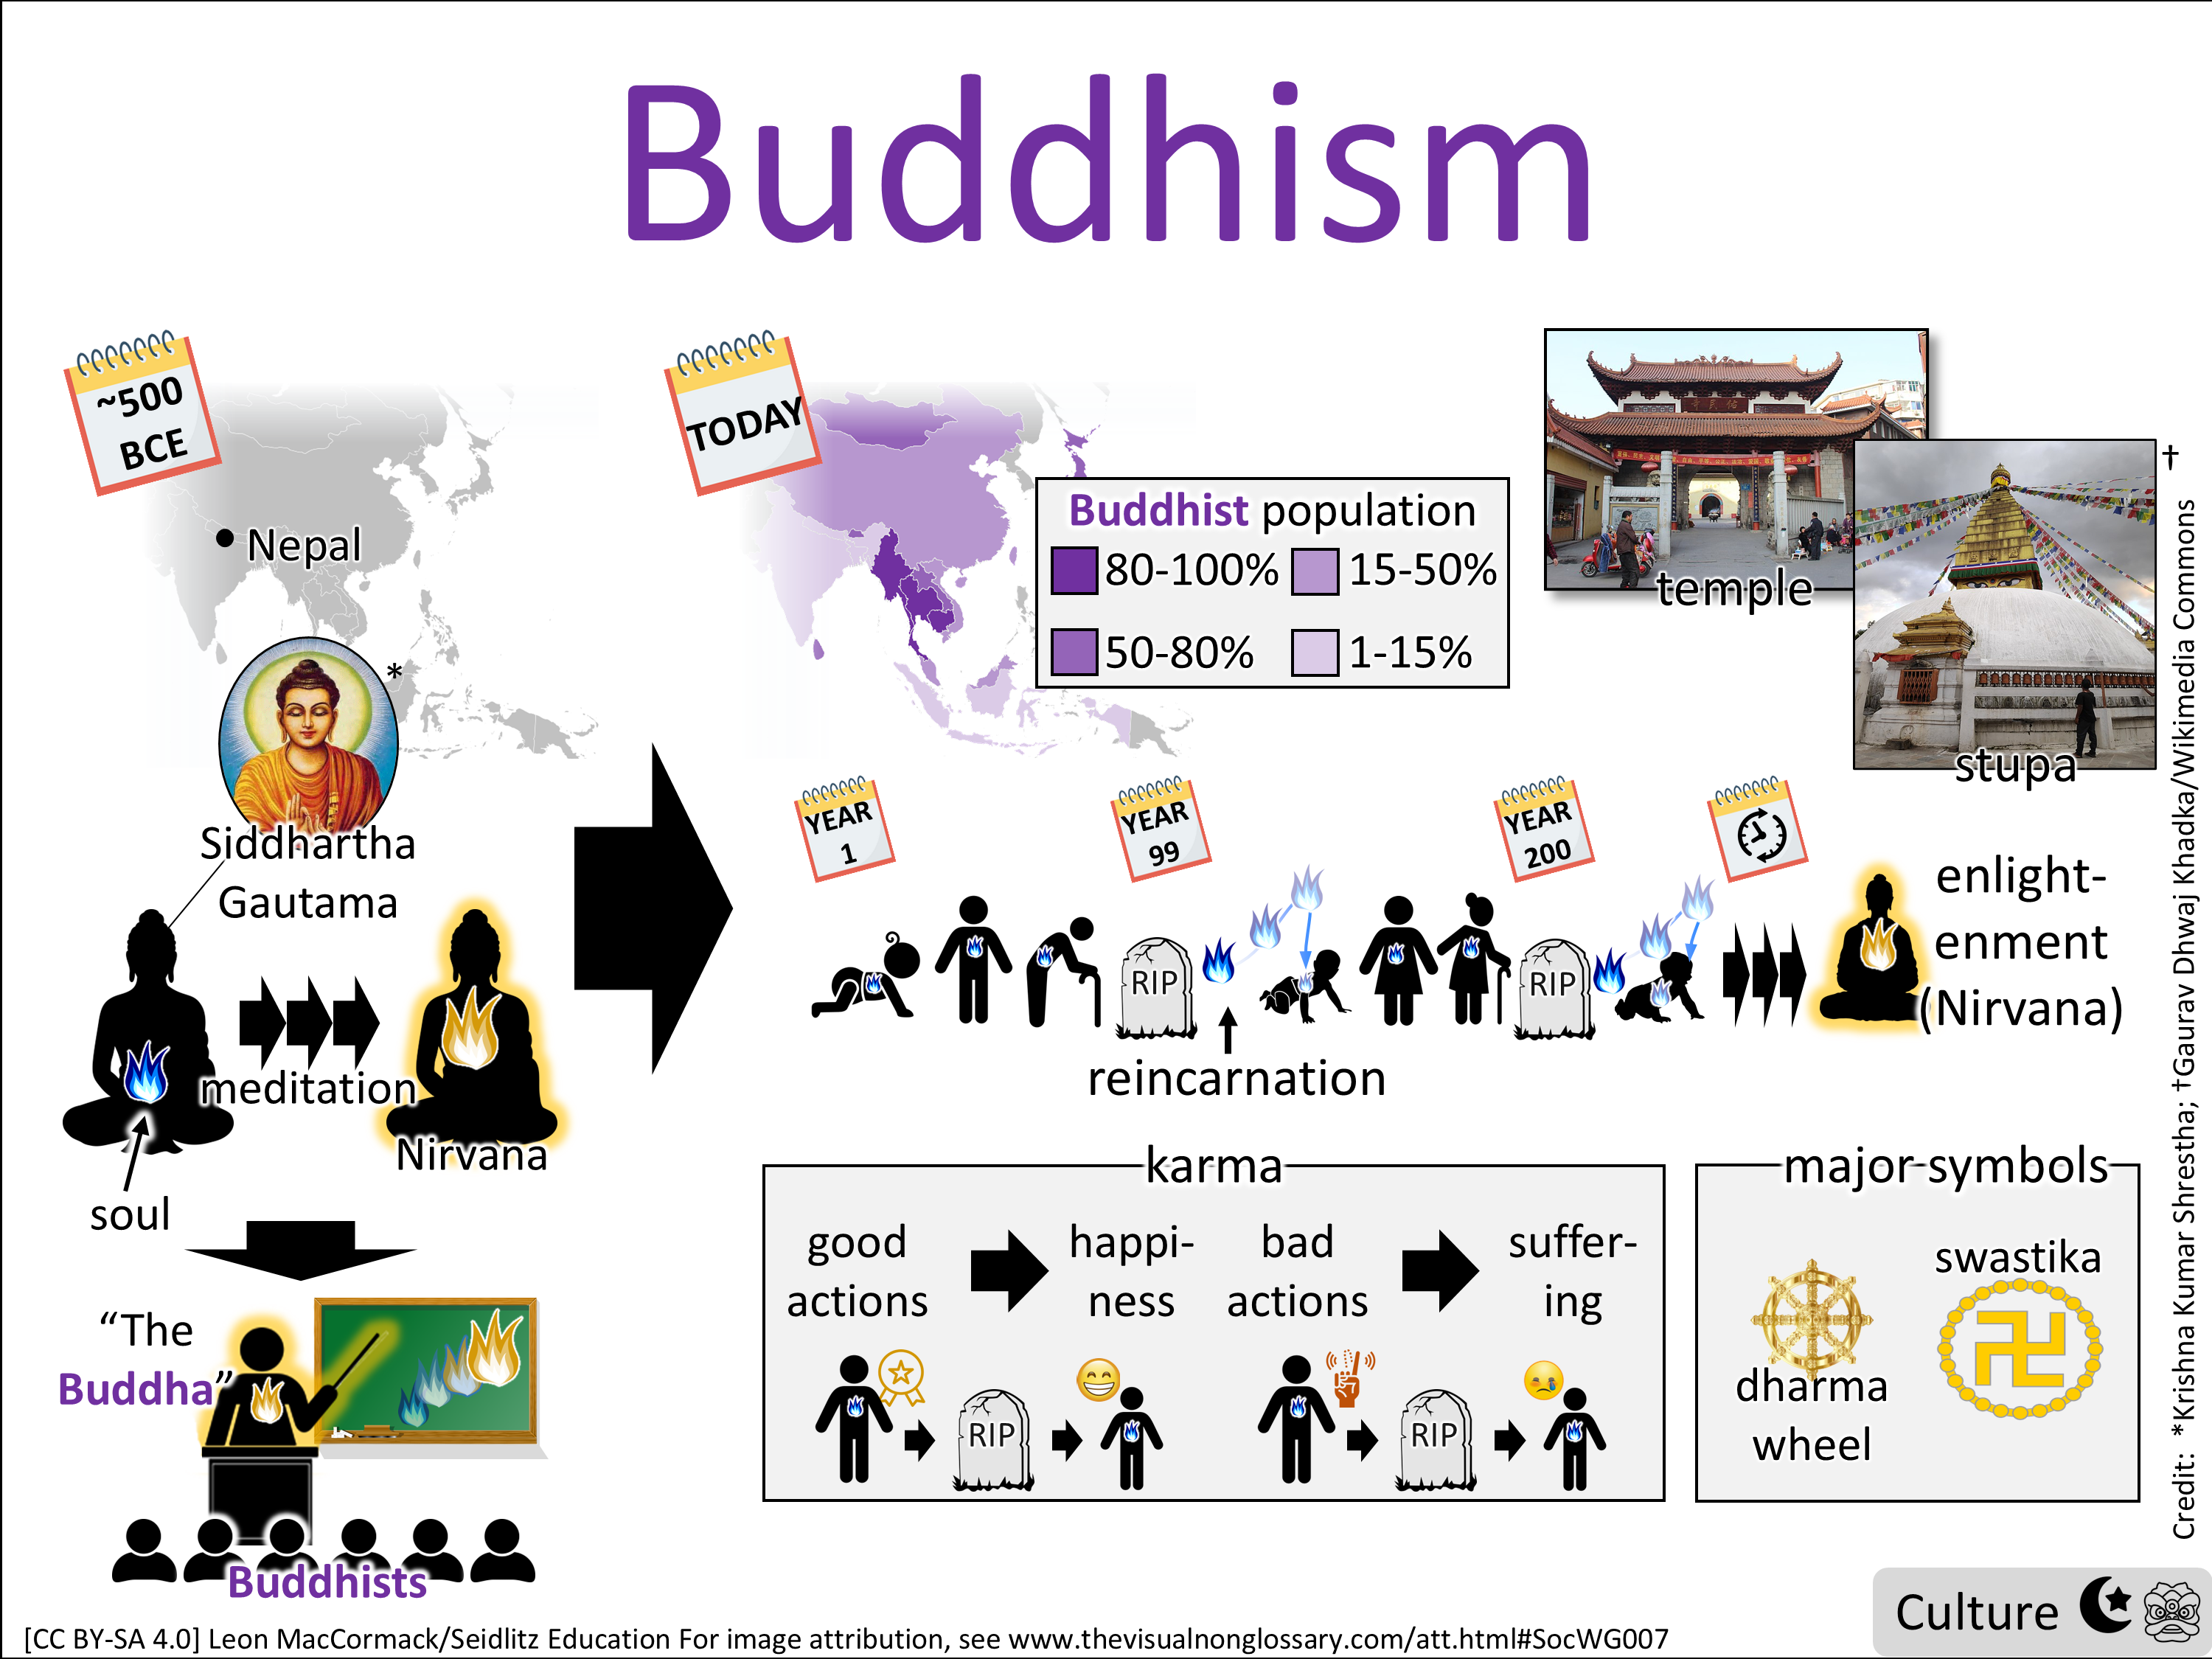 Buddhism
~500
BCE
Nepal
*
Siddhartha
Gautama
meditation
Nirvana
soul
“The
Buddha”
Buddhists
TODAY
Buddhist population
80-100%
15-50%
50-80%
1-15%
temple
†
stupa
YEAR
1
YEAR
99
YEAR
200
RIP
RIP
reincarnation
enlight-
enment
(Nirvana)
karma
good
actions
happi-
ness
bad
actions
suffer-
ing
RIP
RIP
major symbols
dharma
wheel
swastika
Credit: *Krishna Kumar Shrestha; †Gaurav Dhwaj Khadka/Wikimedia Commons
Culture
[CC BY-SA 4.0] Leon MacCormack/Seidlitz Education For image attribution, see www.thevisualnonglossary.com/att.html#SocWG007